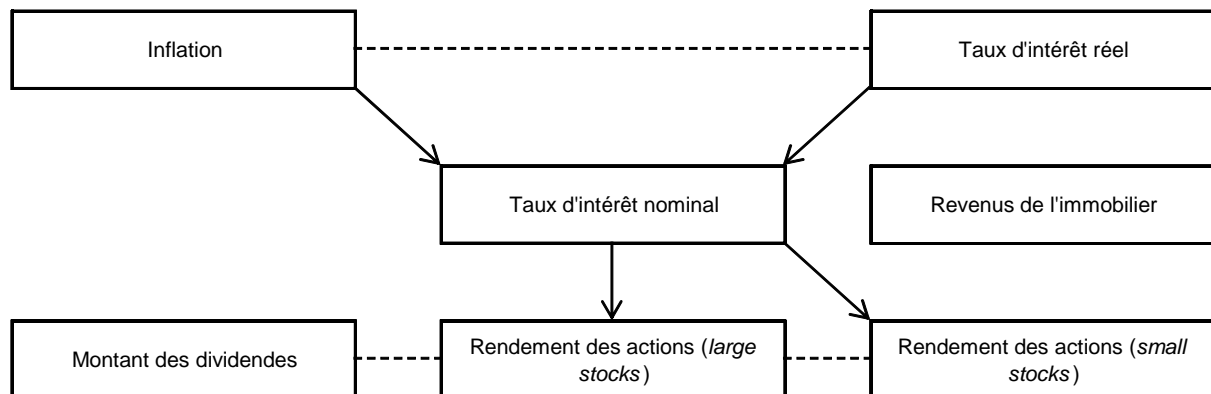 Inflation
Taux d'intérêt réel
Taux d'intérêt nominal
Revenus de l'immobilier
Montant des dividendes
Rendement des actions (large
stocks)
Rendement des actions (small
stocks)